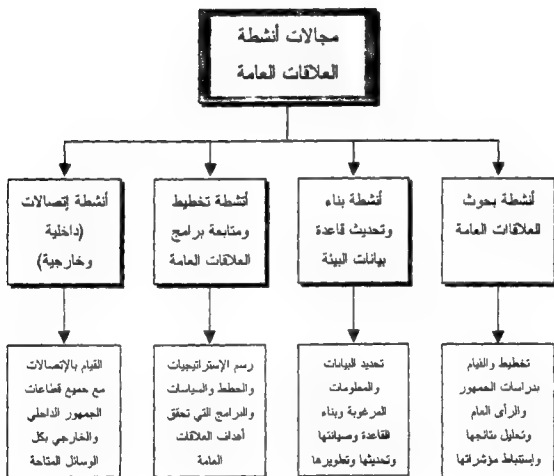 مجالات أنشطة
العلاقات العامة
أنشطة بحوث
العلاقات العامة
أنشطة بناء
وتحديث قاعدة
بيانات البيئة
أنشطة تخطيط
ومتابعة برامج
العلاقات العامة
أنشطة إتصالات
(داخلية
وخارجية)
تخطيط والقيام
بدراسات الجمهور
والرأى العام
وتحليل نتائجها
وإستنباط مؤشراتها
تحديد البيانات
والمعلومات
المرغوبة وبناء
القاعدة وصيانتها
وتحديثها وتطويرها
رسم الإستراتيجيات
والخطط والسياسات
والبرامج التي تحقق
أهداف العلاقات
العامة
القيام بالإتصالات
مع جميع قطاعات
الجمهور الداخلي
والخارجي بكل
الوسائل المتاحة